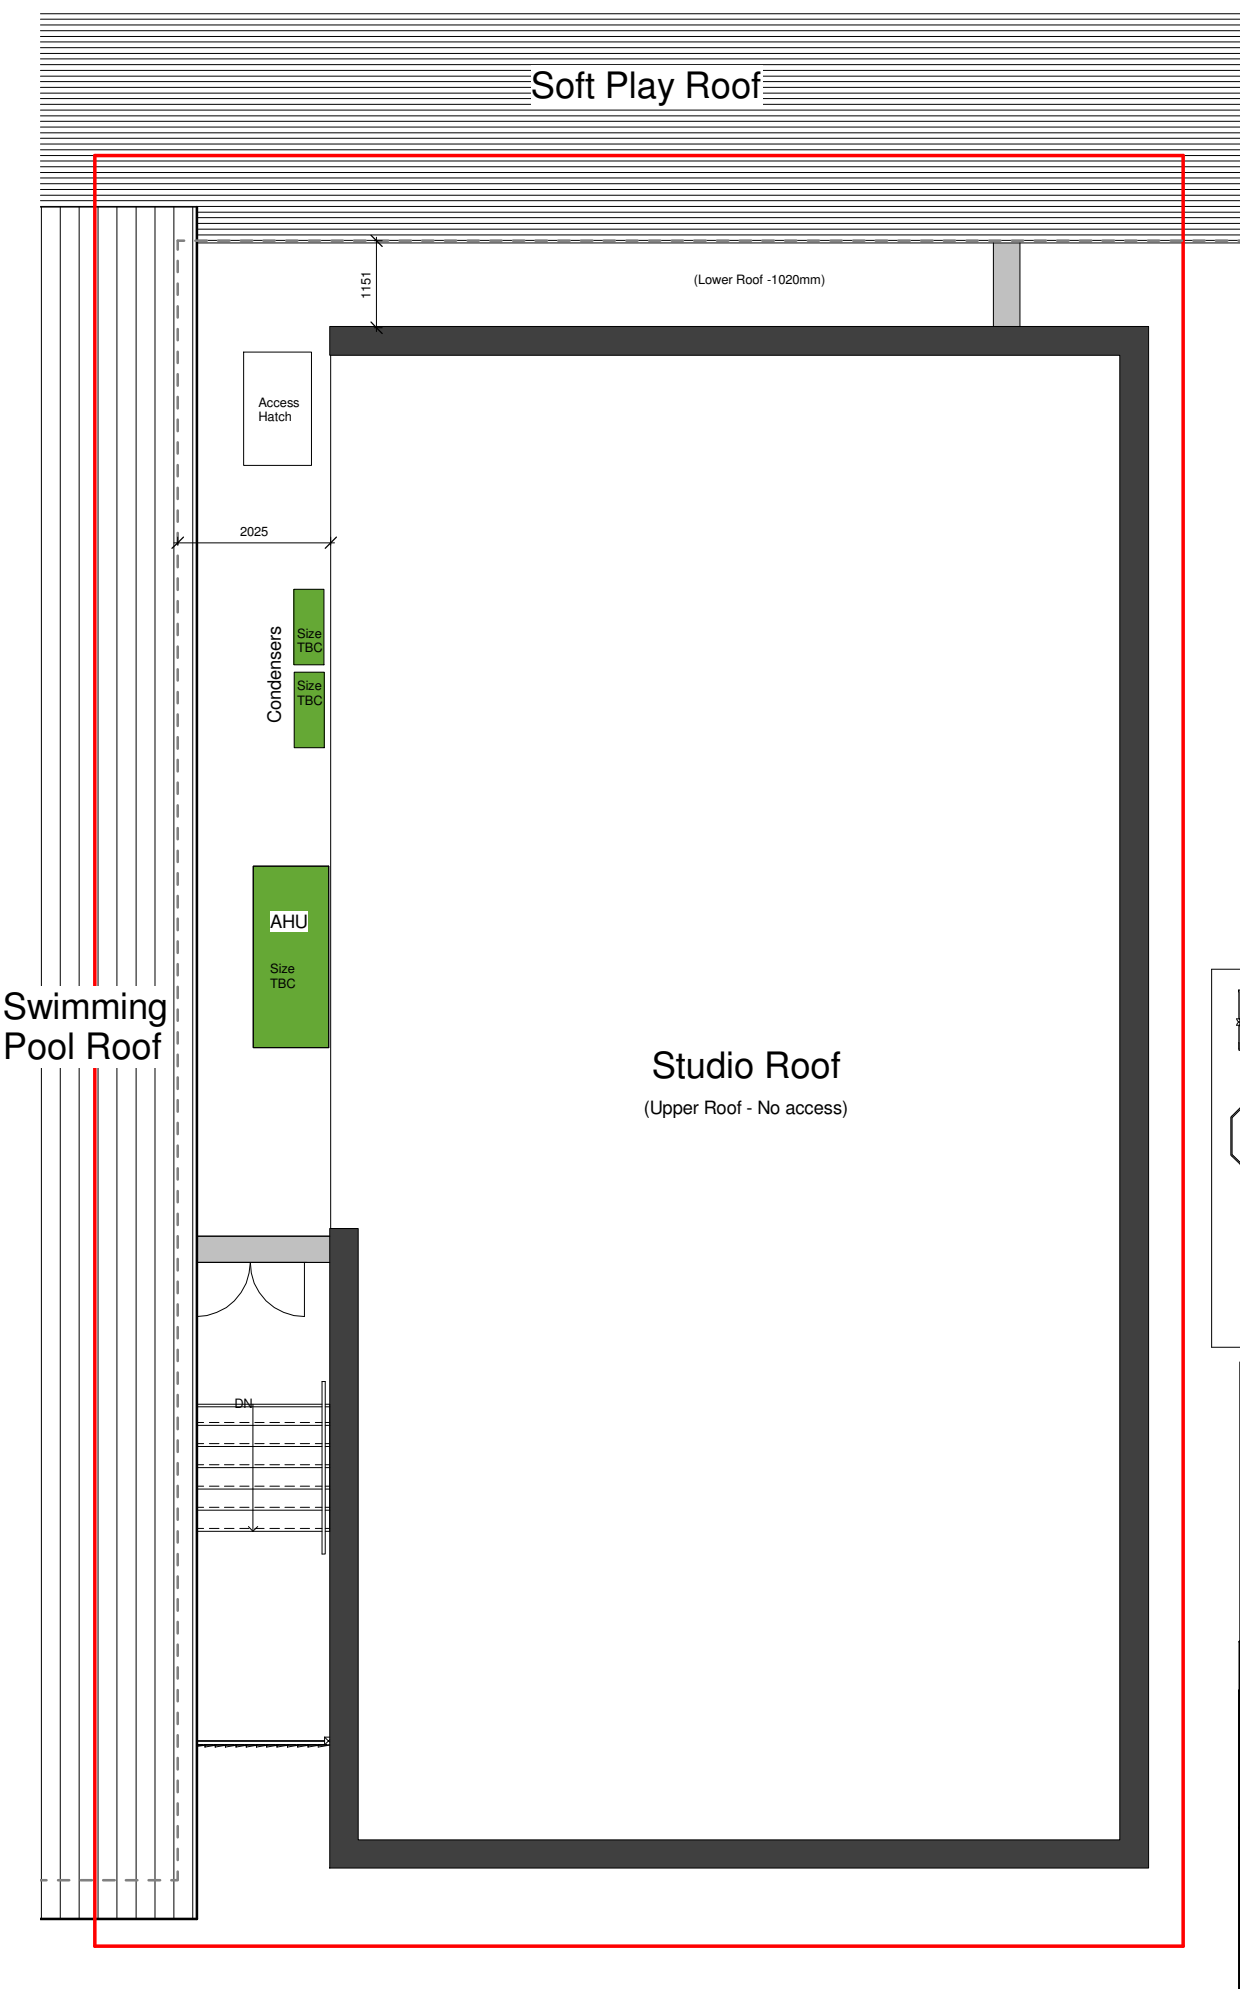 Soft Play Roof
1151
(Lower Roof -1020mm)
Access
Hatch
2025
Condensers
Size
TBC
Size
TBC
AHU
Size
TBC
Swimming
Pool Roof
Studio Roof
(Upper Roof - No access)
DN